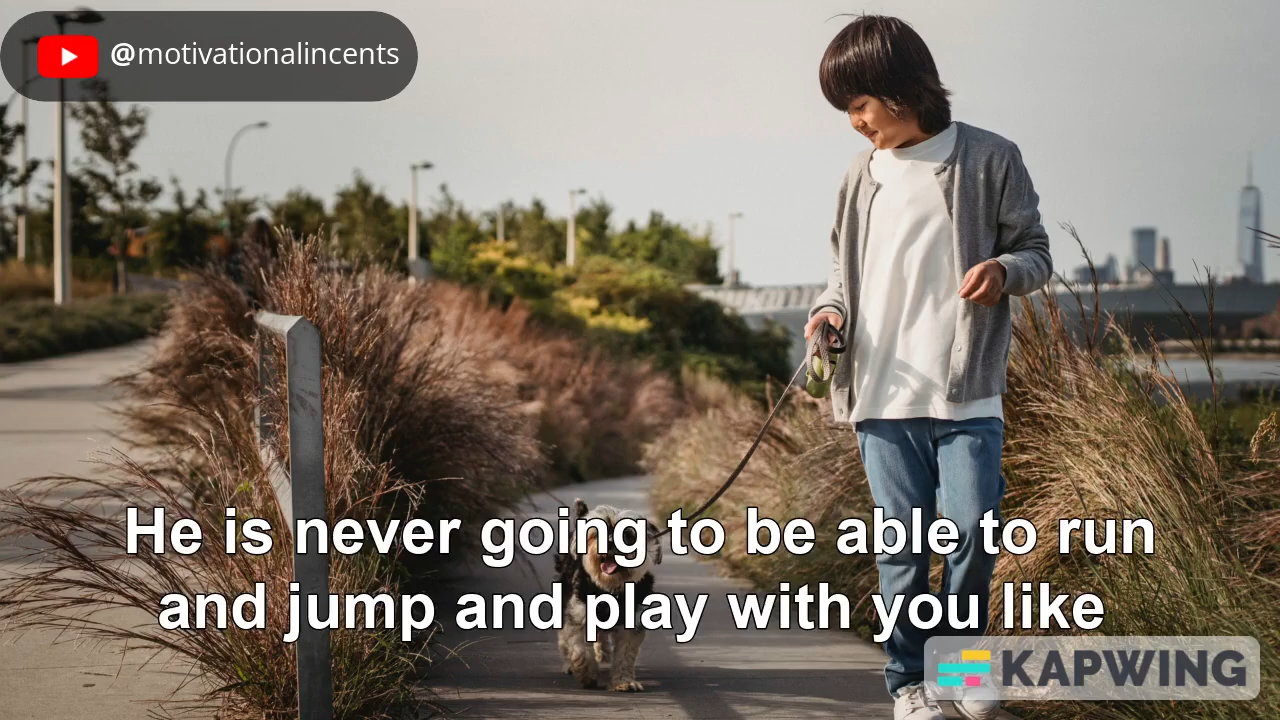 @motivationalincents
He is never going to be able to run
and jump and play with you like
KAPWING